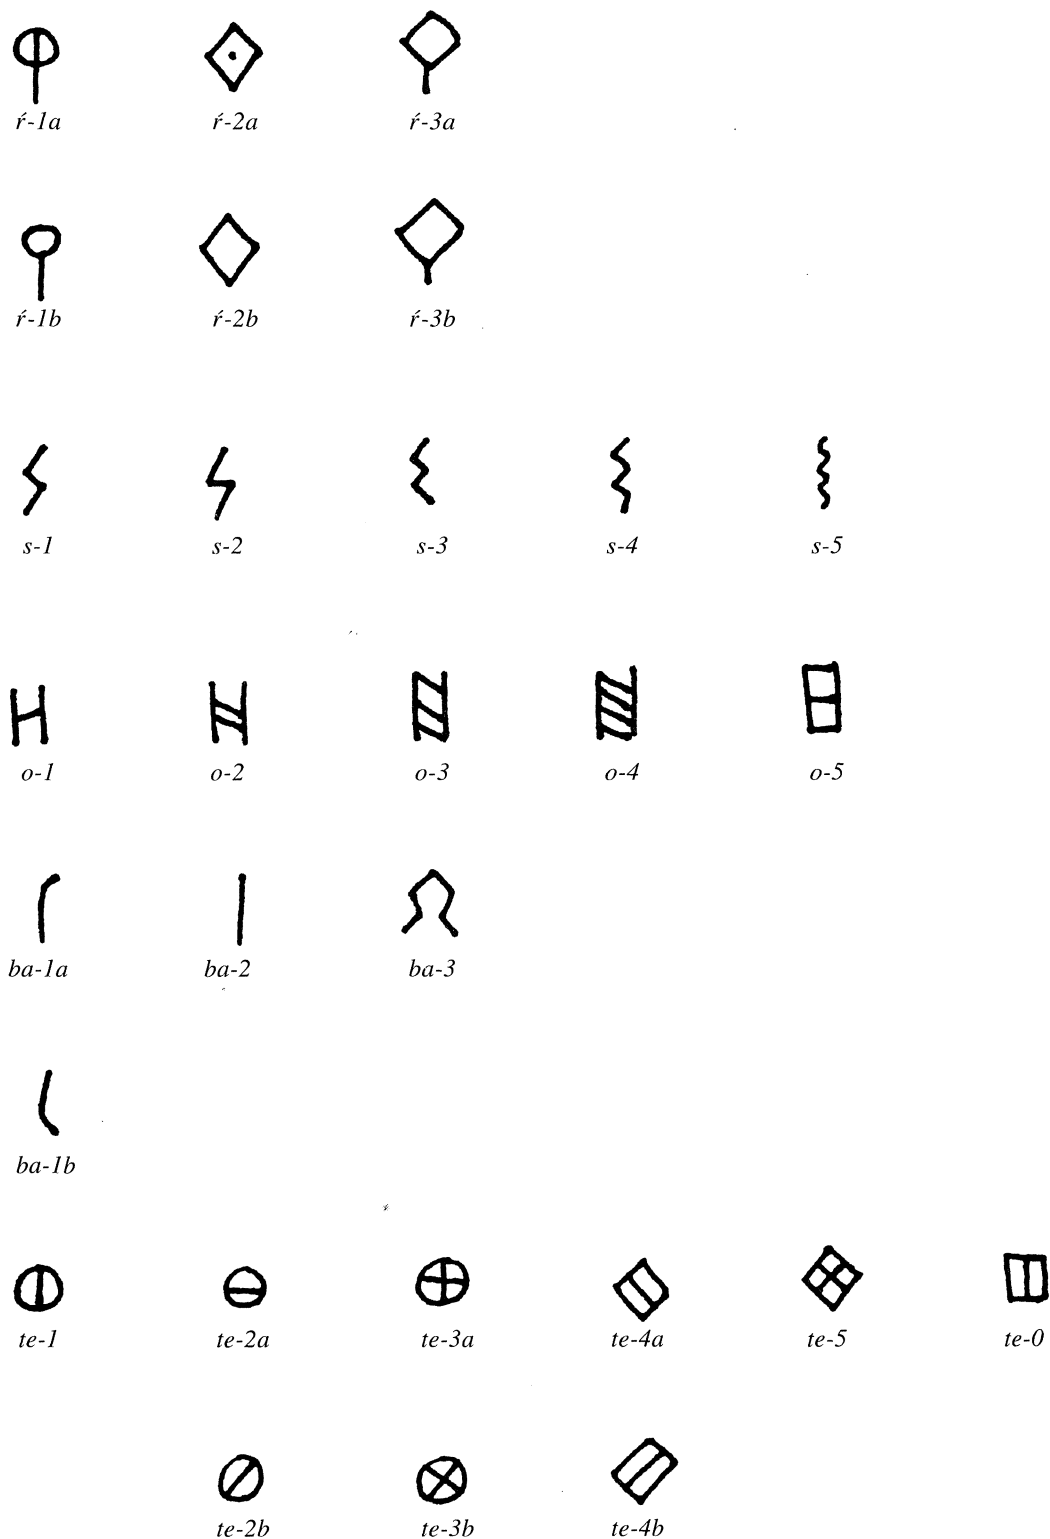 ŕ-1a ŕ-2a ŕ-3a
ŕ-1b ŕ-2b ŕ-3b
s-1 s-2 s-3 s-4 s-5
o-1 o-2 o-3 o-4 o-5
ba-1a ba-2 ba-3
ba-1b
te-1 te-2a te-3a te-4a te-5 te-0
te-2b te-3b te-4b